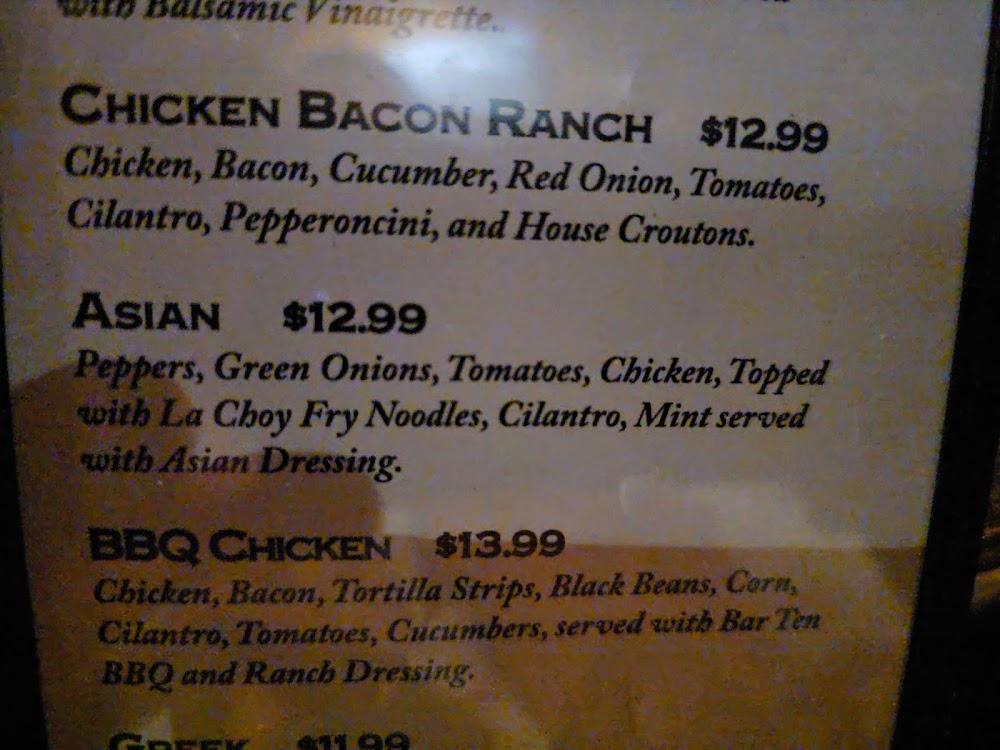 with Balsamic Vinaigrette.
CHICKEN BACON RANCH $12.99
Chicken, Bacon, Cucumber, Red Onion, Tomatoes,
Cilantro, Pepperoncini, and House Croutons.
ASIAN $12.99
Peppers, Green Onions, Tomatoes, Chicken, Topped
with La Choy Fry Noodles, Cilantro, Mint served
with Asian Dressing.
BBQ CHICKEN $13.99
Chicken, Bacon, Tortilla Strips, Black Beans, Corn,
Cilantro, Tomatoes, Cucumbers, served with Bar Ten
BBQ and Ranch Dressing.
GREEK $11.99